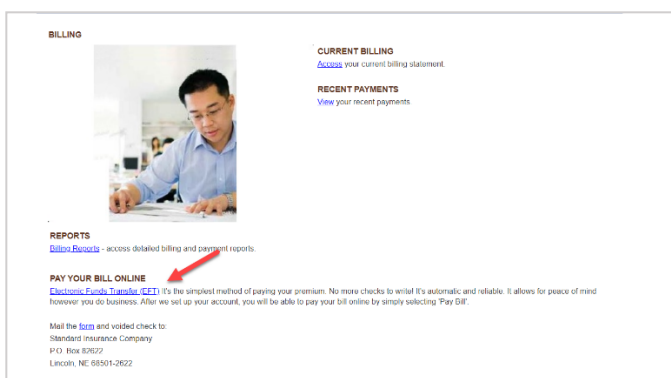 BILLING
CURRENT BILLING
Access your current billing statement.
RECENT PAYMENTS
View your recent payments
REPORTS
Billing Reports - access detailed billing and payment reports.
PAY YOUR BILL ONLINE
Electronic Funds Transfer (EFT) It's the simplest method of paying your premium. No more checks to write! It's automatic and reliable. It allows for peace of mind
however you do business. After we set up your account, you will be able to pay your bill online by simply selecting 'Pay Bill'.
Mail the form and voided check to:
Standard Insurance Company
P.O. Box 82622
Lincoln, NE 68501-2622